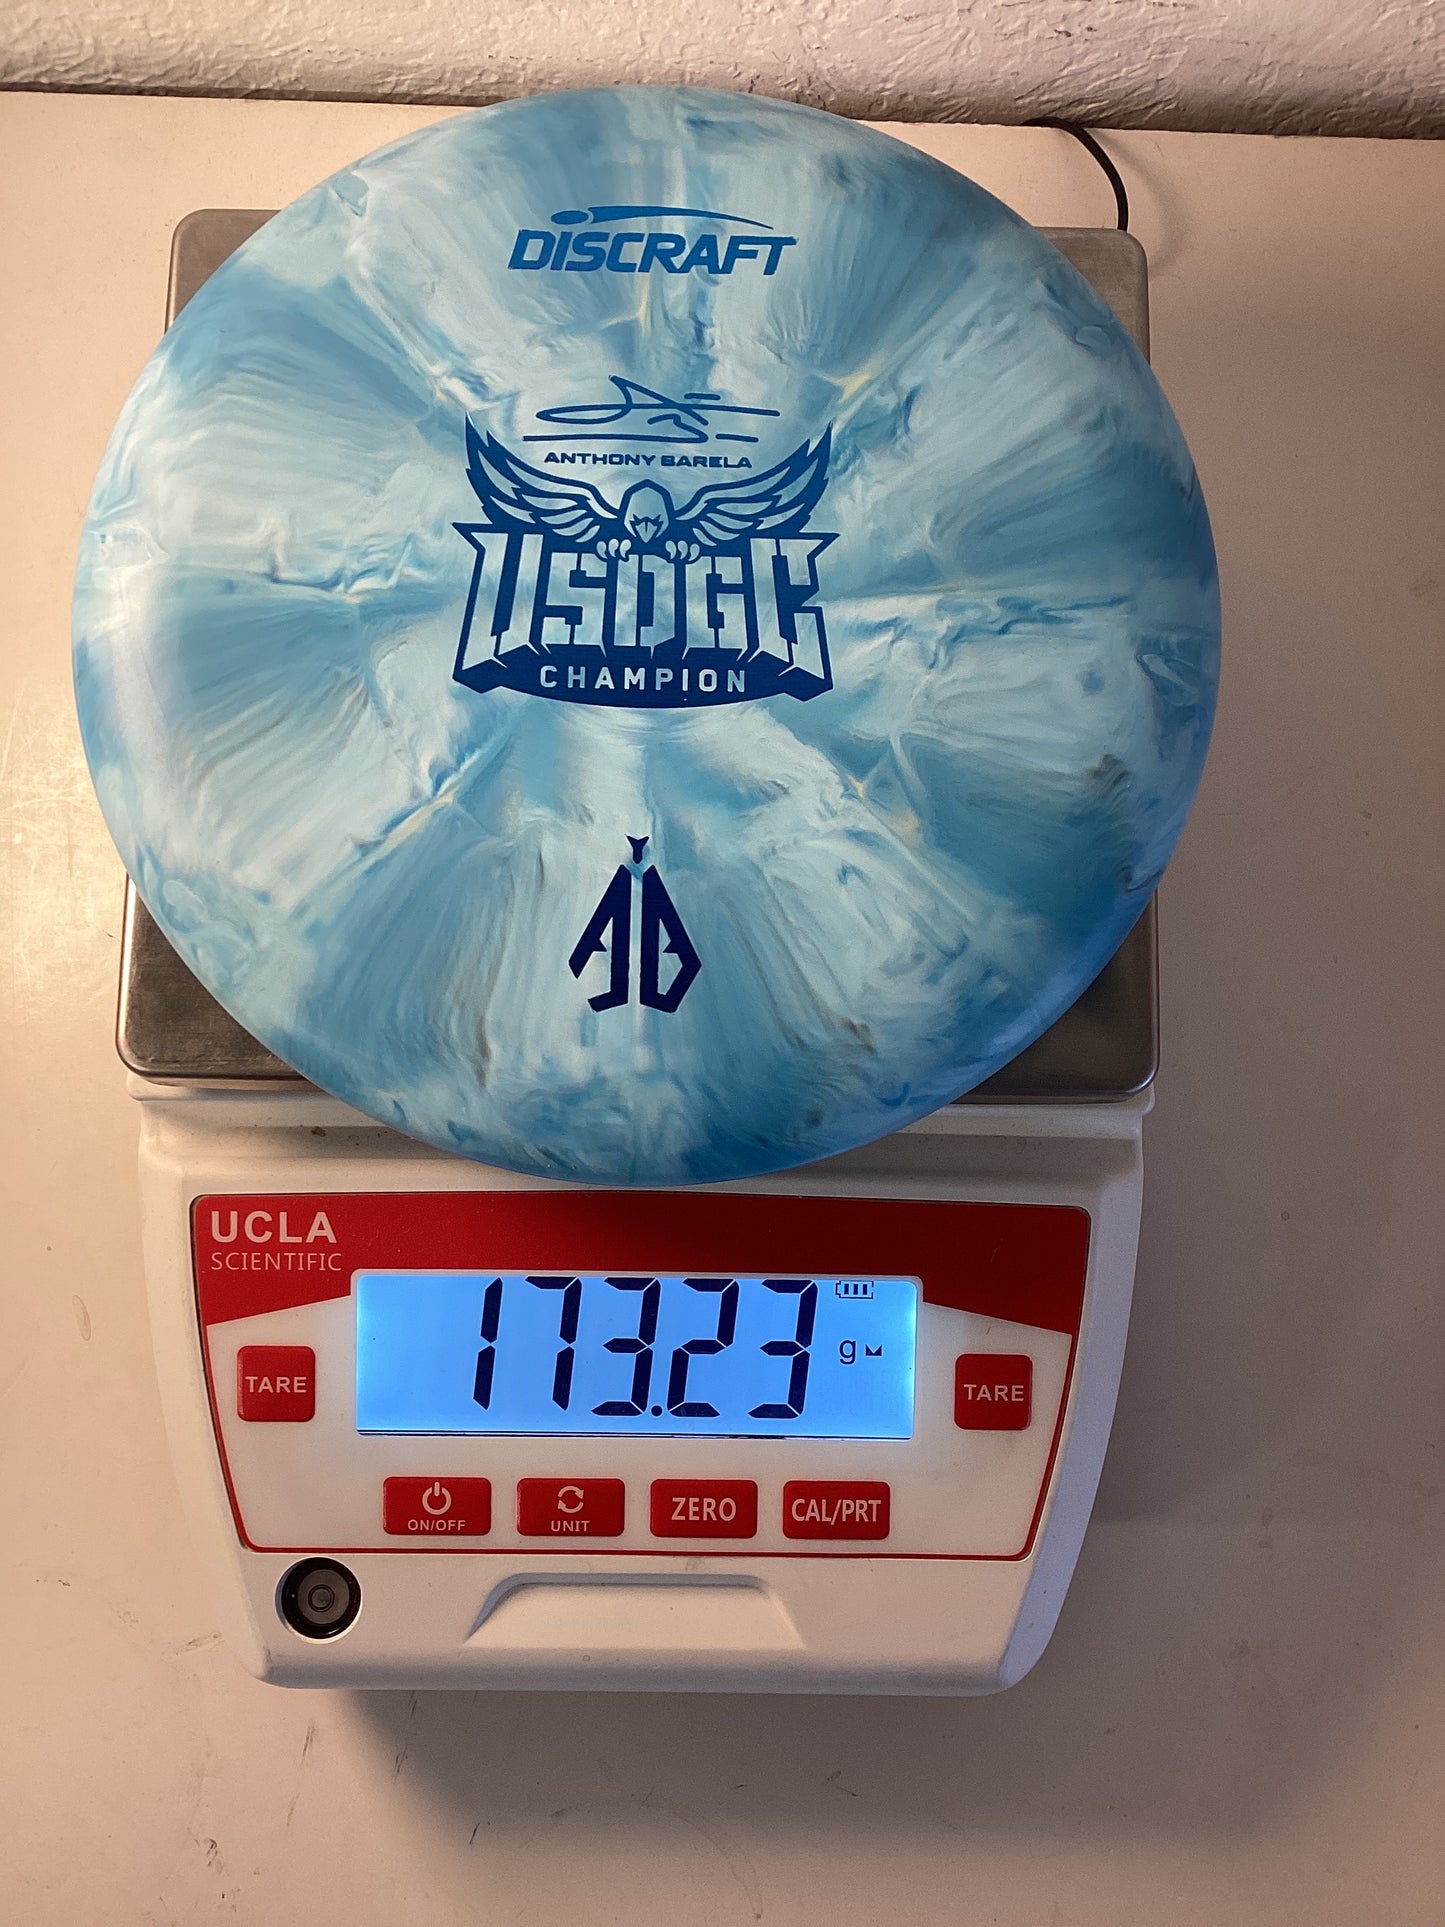 DISCRAFT
ANTHONY BARELA
USDGC
CHAMPION
AB
UCLA
SCIENTIFIC
173.23 g
TARE
TARE
ON/OFF
UNIT
ZERO
CAL/PRT